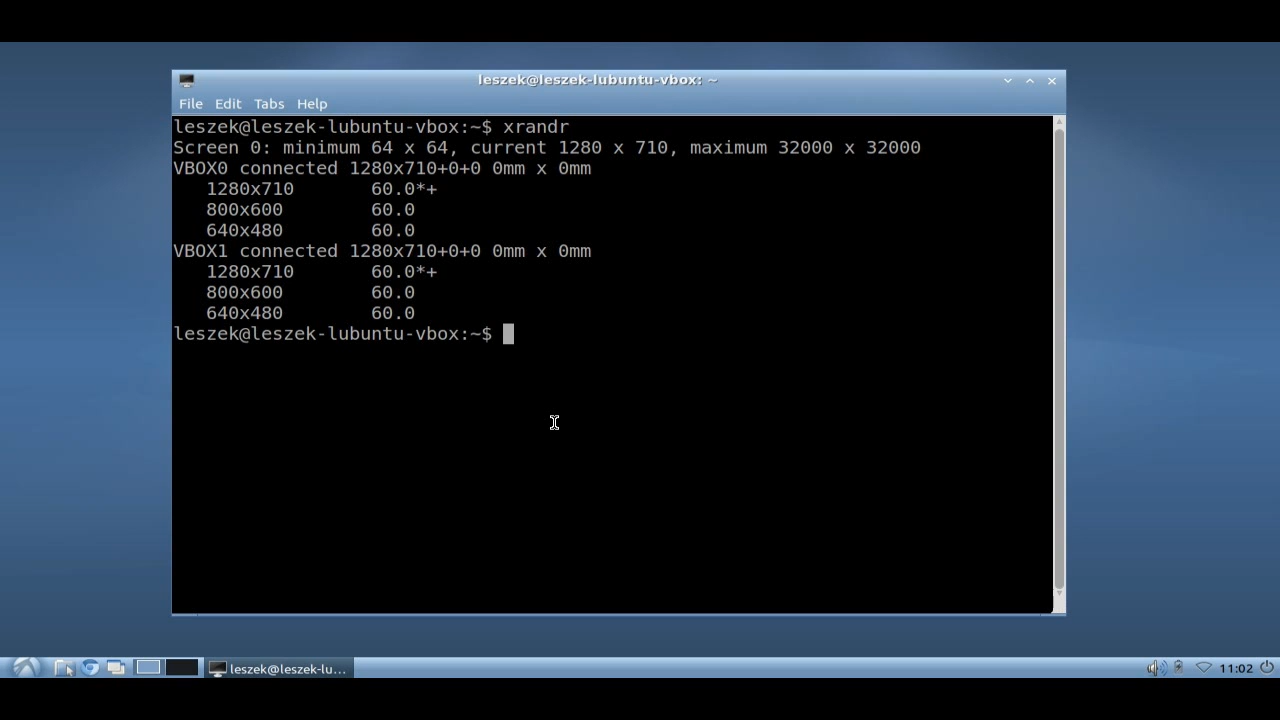 leszek@leszek-lubuntu-vbox: ~
File Edit Tabs Help
leszek@leszek-lubuntu-vbox:~$ xrandr
Screen 0: minimum 64 x 64, current 1280 x 710, maximum 32000 x 32000
VBOX0 connected 1280x710+0+0 0mm x 0mm
   1280x710       60.0*+
   800x600        60.0
   640x480        60.0
VBOX1 connected 1280x710+0+0 0mm x 0mm
   1280x710       60.0*+
   800x600        60.0
   640x480        60.0
leszek@leszek-lubuntu-vbox:~$
leszek@leszek-lu... 11:02